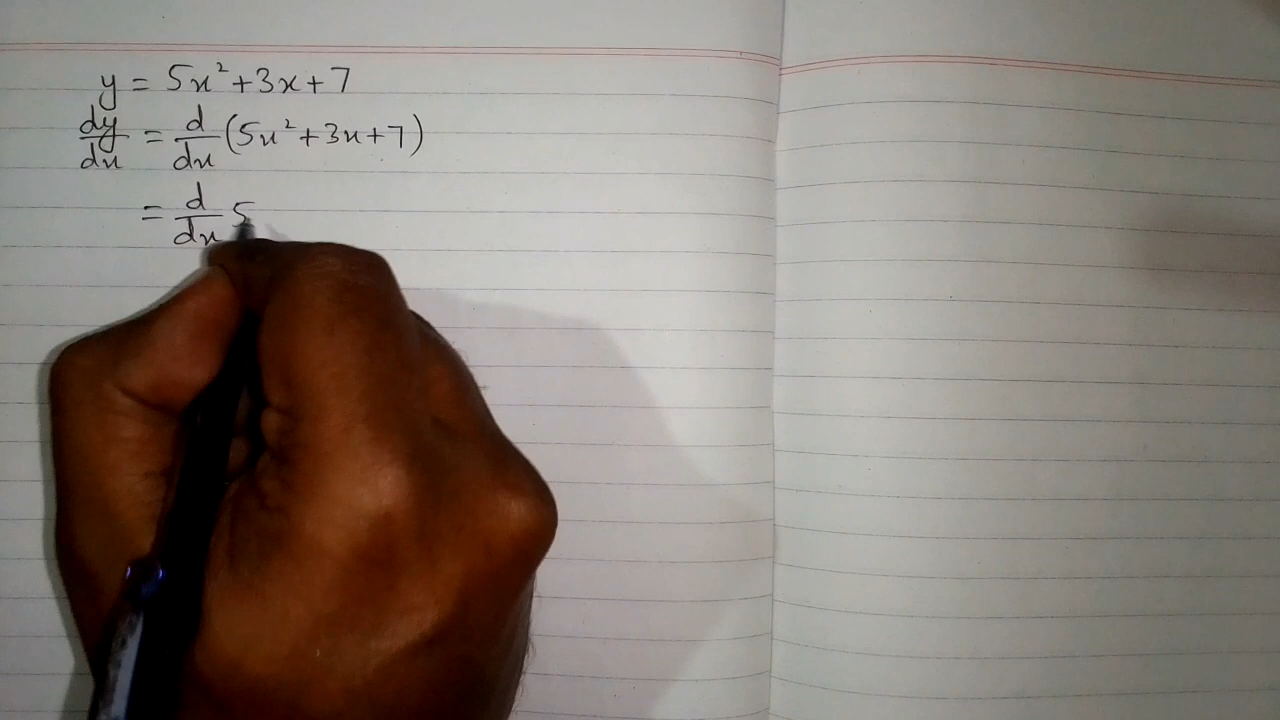 y = 5x² + 3x + 7
dy/dx = d/dx (5x² + 3x + 7)
= d/dx 5